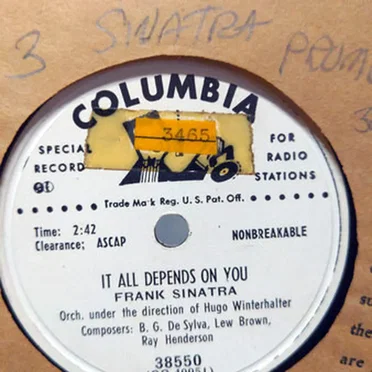 3 SINATRA PROMO
COLUMBIA
3465
SPECIAL RECORD FOR RADIO STATIONS
Trade Mark Reg. U.S. Pat. Off.
Time: 2:42
Clearance; ASCAP
NONBREAKABLE
IT ALL DEPENDS ON YOU
FRANK SINATRA
Orch. under the direction of Hugo Winterhalter
Composers: B. G. De Sylva, Lew Brown,
Ray Henderson
38550
su
the
are